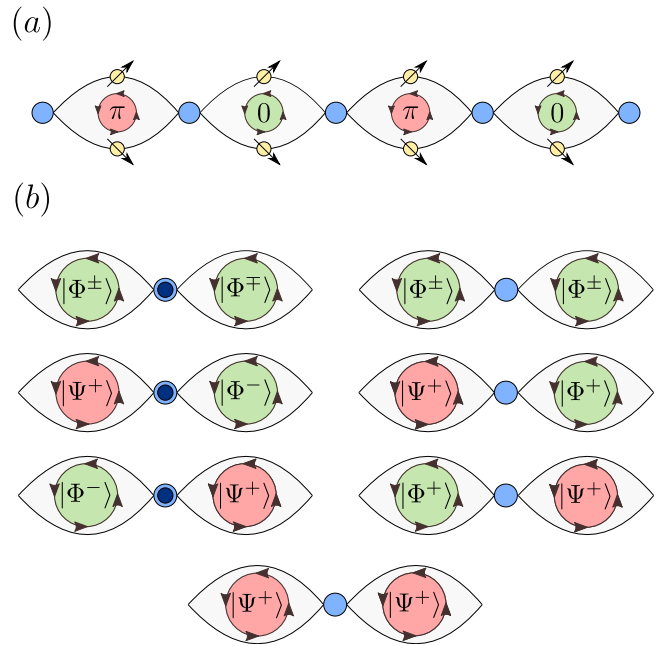 (a)
π 0 π 0
(b)
|Φ±⟩ |Φ∓⟩ |Φ±⟩ |Φ±⟩
|Ψ+⟩ |Φ−⟩ |Ψ+⟩ |Φ+⟩
|Φ−⟩ |Ψ+⟩ |Φ+⟩ |Ψ+⟩
|Ψ+⟩ |Ψ+⟩